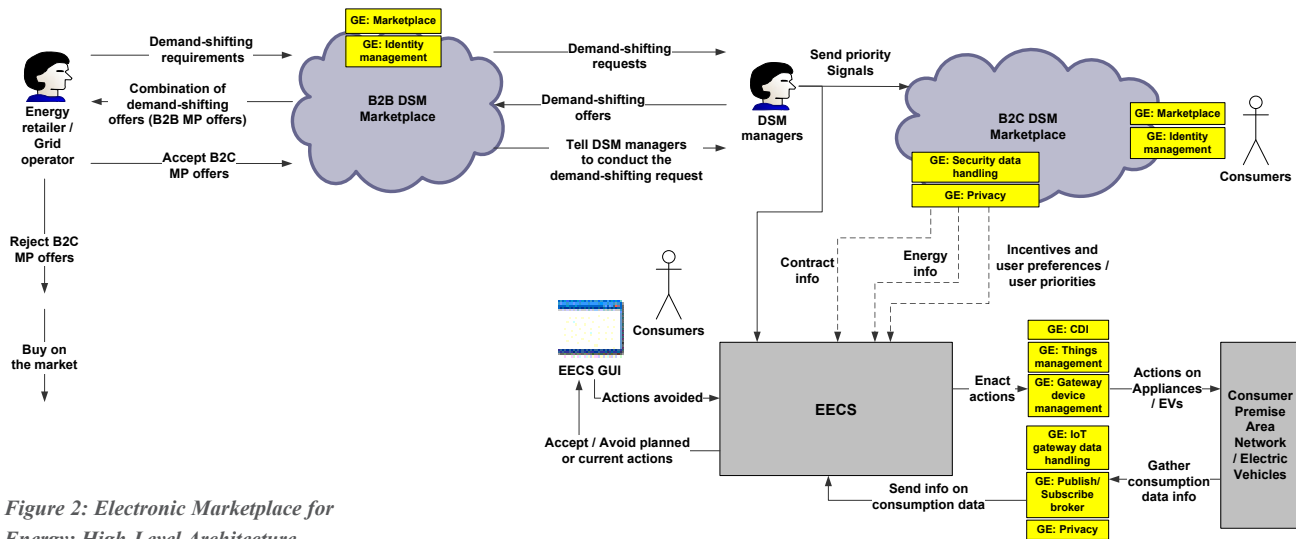 GE: Marketplace
GE: Identity
management
Demand-shifting
requirements
Combination of
demand-shifting
offers (B2B MP offers)
Accept B2C
MP offers
Energy
retailer /
Grid
operator
B2B DSM
Marketplace
Demand-shifting
requests
Demand-shifting
offers
Tell DSM managers
to conduct the
demand-shifting request
DSM
managers
Send priority
Signals
B2C DSM
Marketplace
GE: Marketplace
GE: Identity
management
Consumers
GE: Security data
handling
GE: Privacy
Reject B2C
MP offers
Buy on
the market
Contract
info
Energy
info
Incentives and
user preferences /
user priorities
Consumers
EECS GUI
Actions avoided
Accept / Avoid planned
or current actions
EECS
Enact
actions
GE: CDI
GE: Things
management
GE: Gateway
device
management
Actions on
Appliances
/ EVs
Consumer
Premise
Area
Network
/ Electric
Vehicles
GE: IoT
gateway data
handling
GE: Publish/
Subscribe
broker
GE: Privacy
Gather
consumption
data info
Send info on
consumption data
Figure 2: Electronic Marketplace for
Energy: High Level Architecture